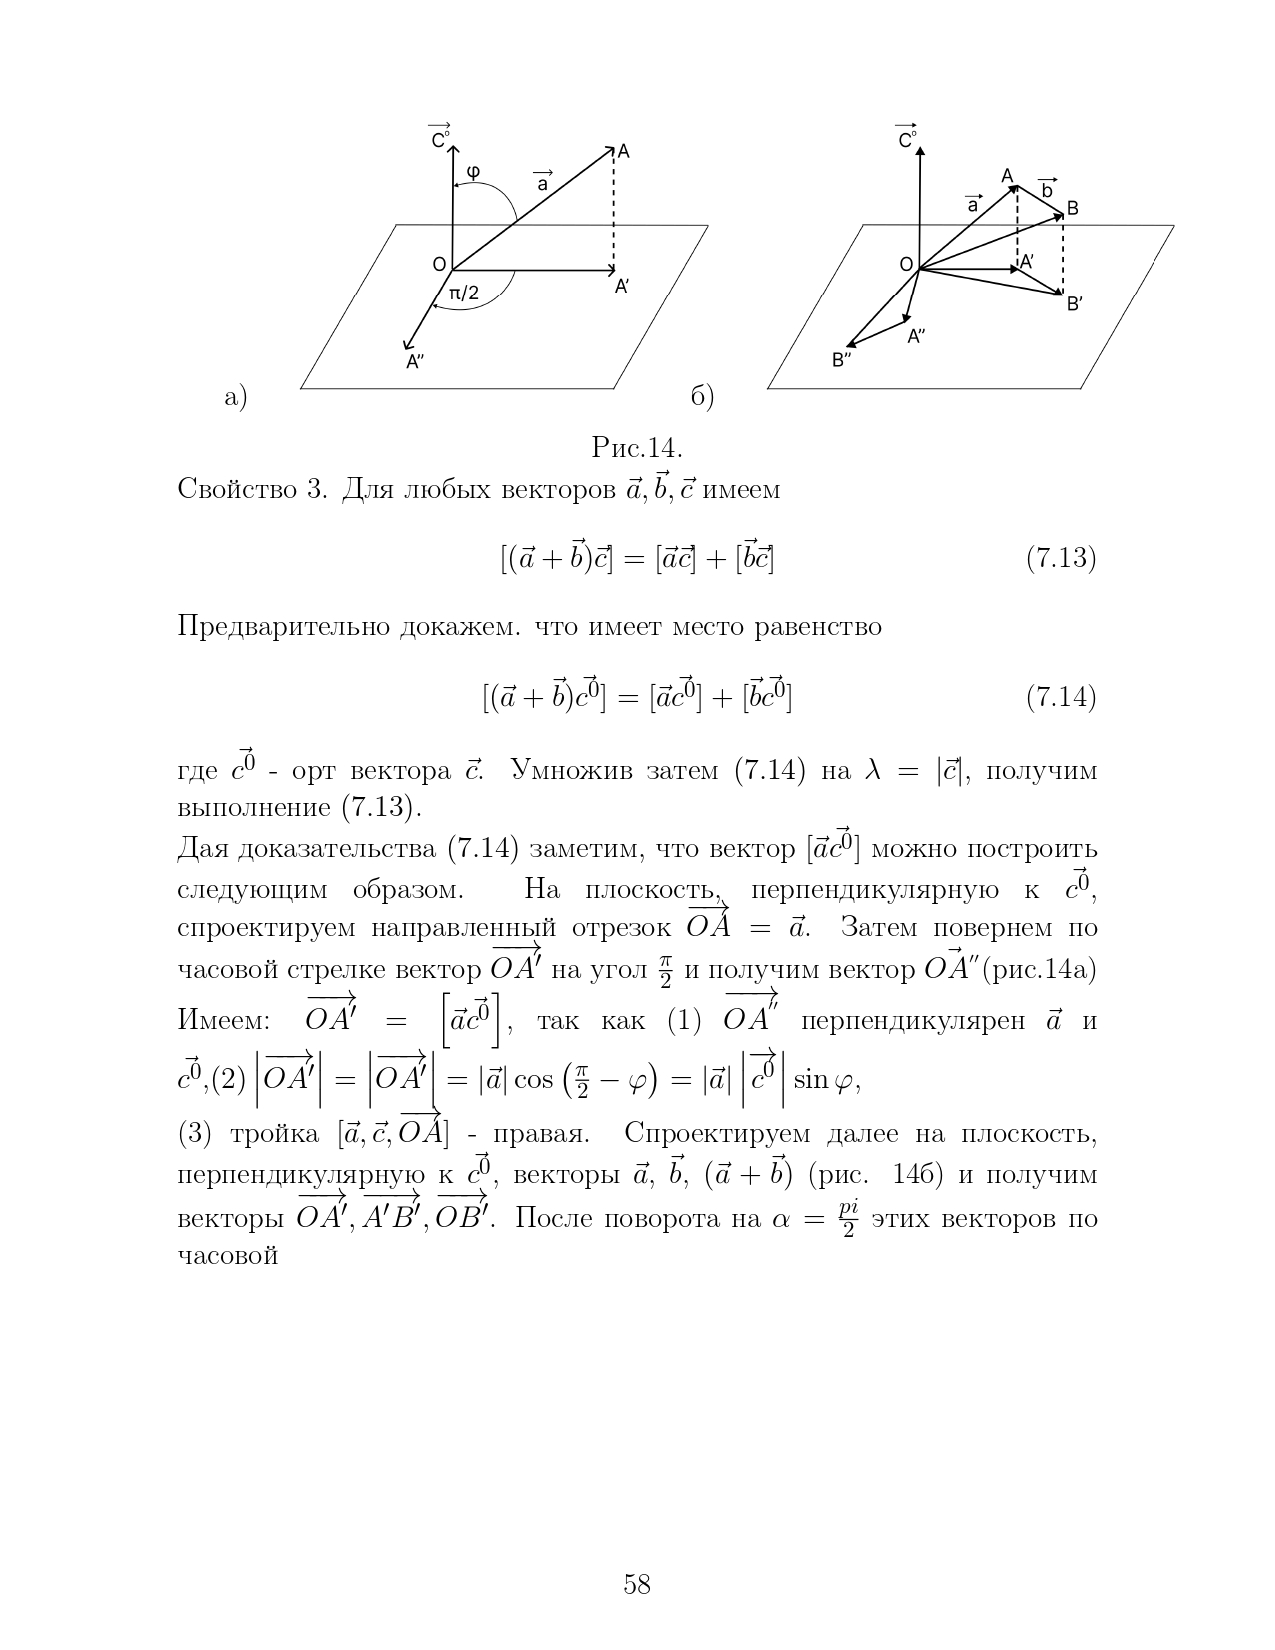 C° φ a A O π/2 A′ A″
C° a A b B O A′ B′ A″ B″
а) б)
Рис.14.
Свойство 3. Для любых векторов $\vec{a}, \vec{b}, \vec{c}$ имеем
$[(\vec{a} + \vec{b})\vec{c}] = [\vec{a}\vec{c}] + [\vec{b}\vec{c}]$ (7.13)
Предварительно докажем. что имеет место равенство
$[(\vec{a} + \vec{b})\vec{c^0}] = [\vec{a}\vec{c^0}] + [\vec{b}\vec{c^0}]$ (7.14)
где $\vec{c^0}$ - орт вектора $\vec{c}$. Умножив затем (7.14) на $\lambda = |\vec{c}|$, получим
выполнение (7.13).
Дая доказательства (7.14) заметим, что вектор $[\vec{a}\vec{c^0}]$ можно построить
следующим образом. На плоскость, перпендикулярную к $\vec{c^0}$,
спроектируем направленный отрезок $\overrightarrow{OA} = \vec{a}$. Затем повернем по
часовой стрелке вектор $\overrightarrow{OA'}$ на угол $\frac{\pi}{2}$ и получим вектор $\vec{OA}''$(рис.14а)
Имеем: $\overrightarrow{OA'} = \left[\vec{a}\vec{c^0}\right]$, так как (1) $\overrightarrow{OA''}$ перпендикулярен $\vec{a}$ и
$\vec{c^0}$,(2) $\left|\overrightarrow{OA'}\right| = \left|\overrightarrow{OA'}\right| = |\vec{a}| \cos\left(\frac{\pi}{2} - \varphi\right) = |\vec{a}| \left|\overrightarrow{c^0}\right| \sin\varphi$,
(3) тройка $[\vec{a}, \vec{c}, \overrightarrow{OA}]$ - правая. Спроектируем далее на плоскость,
перпендикулярную к $\vec{c^0}$, векторы $\vec{a}$, $\vec{b}$, $(\vec{a} + \vec{b})$ (рис. 14б) и получим
векторы $\overrightarrow{OA'}, \overrightarrow{A'B'}, \overrightarrow{OB'}$. После поворота на $\alpha = \frac{pi}{2}$ этих векторов по
часовой
58